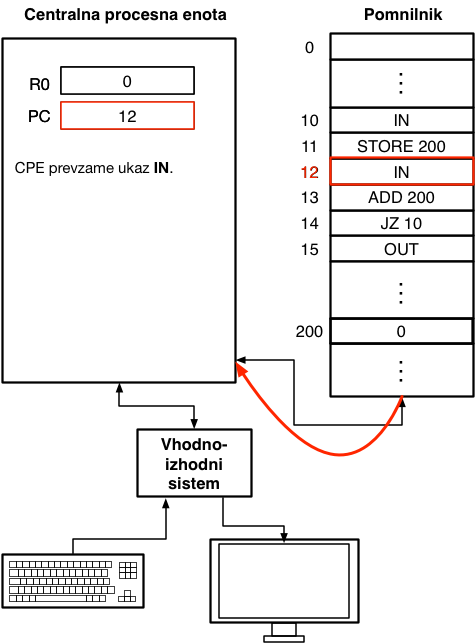 Centralna procesna enota
R0
0
PC
12
CPE prevzame ukaz IN.
Pomnilnik
0
10
IN
11
STORE 200
12
IN
13
ADD 200
14
JZ 10
15
OUT
200
0
Vhodno-
izhodni
sistem